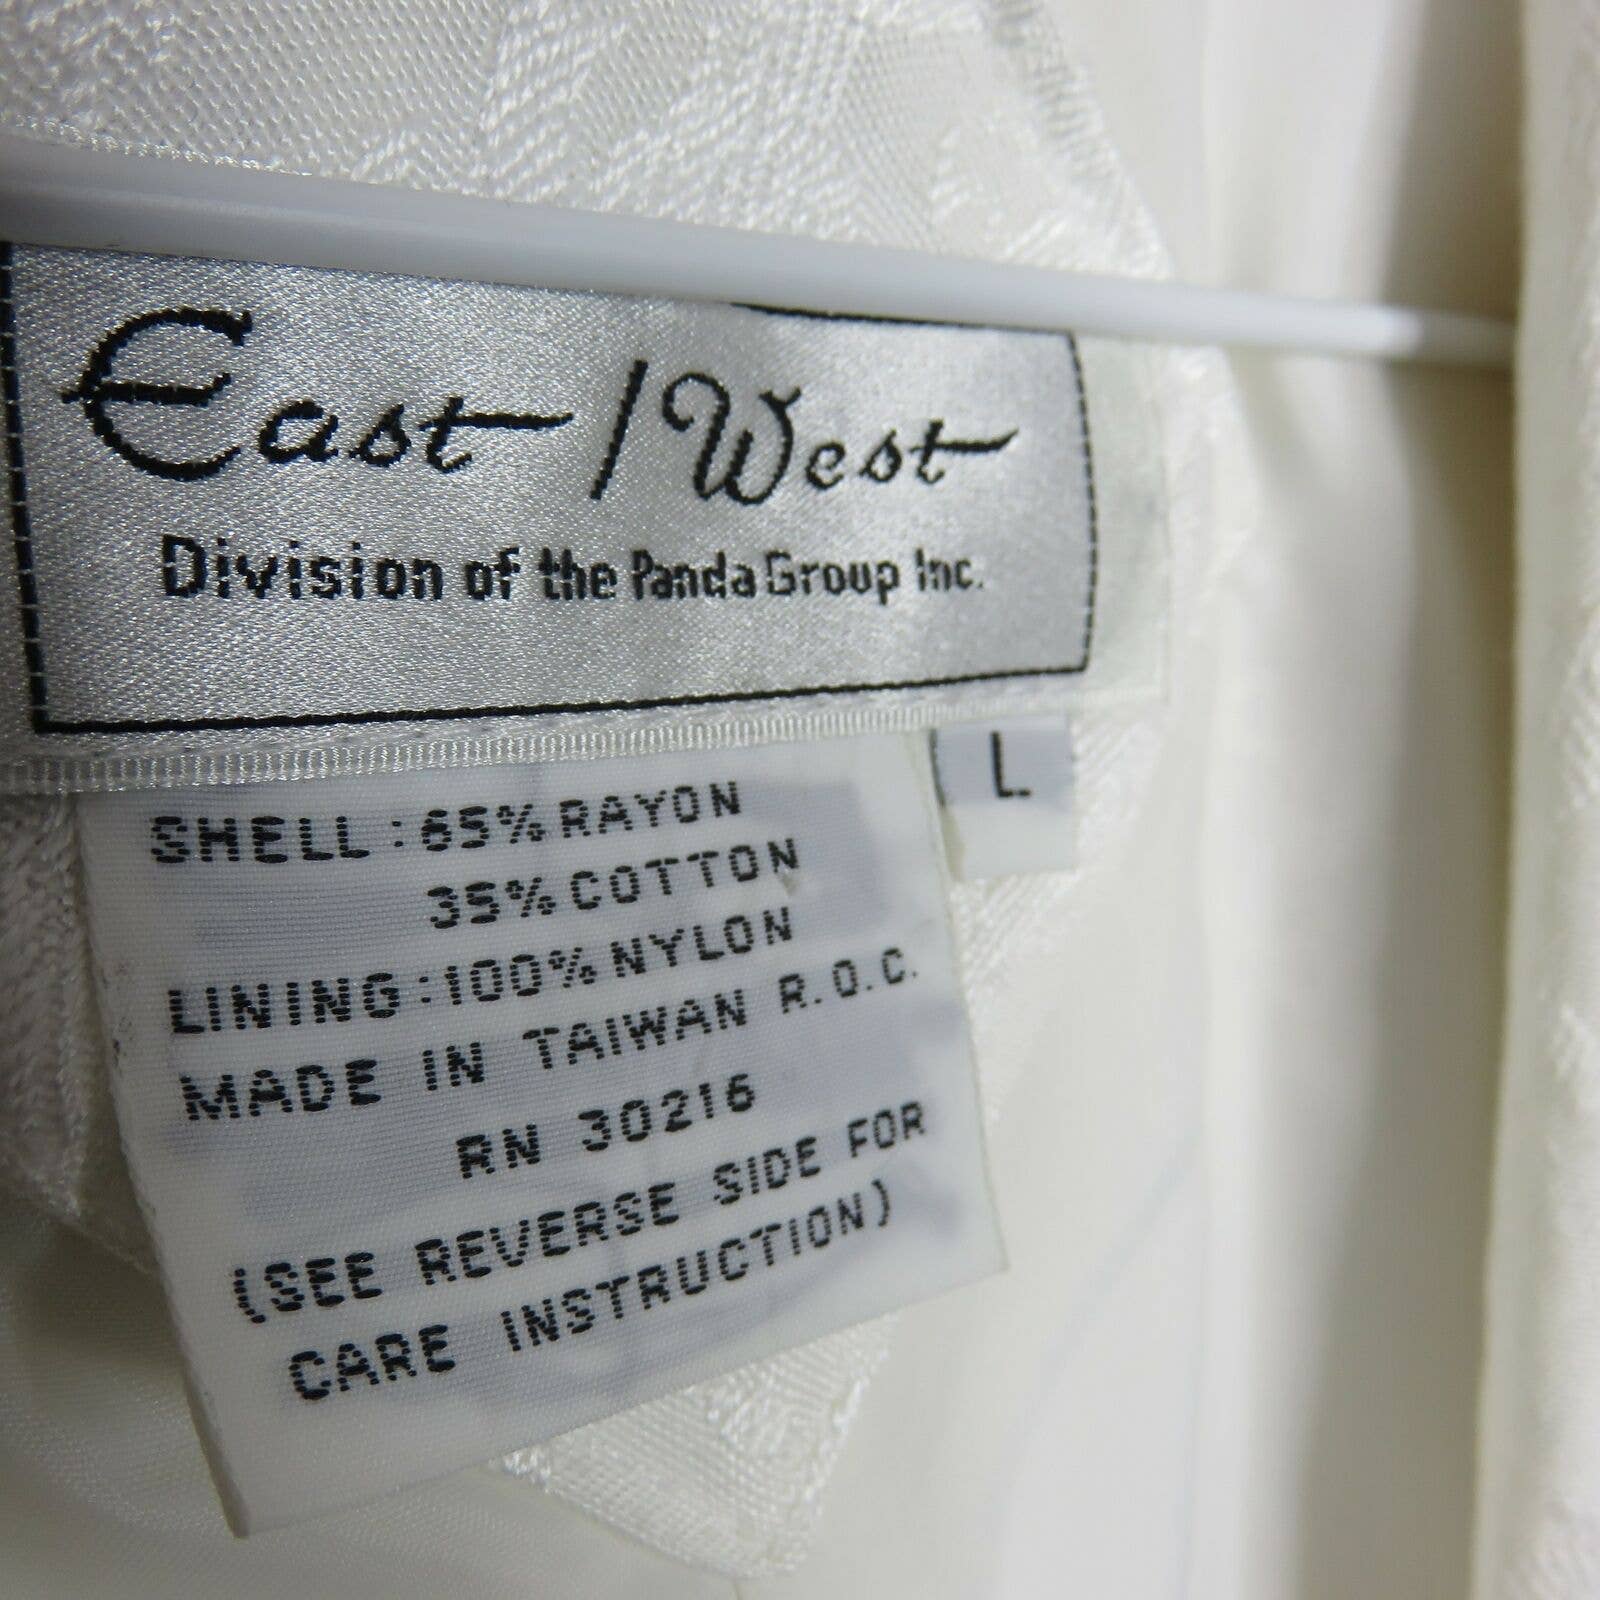 East / West
Division of the Panda Group Inc.
L
SHELL : 65% RAYON
35% COTTON
LINING : 100% NYLON
MADE IN TAIWAN R.O.C.
RN 30216
(SEE REVERSE SIDE FOR
CARE INSTRUCTION)